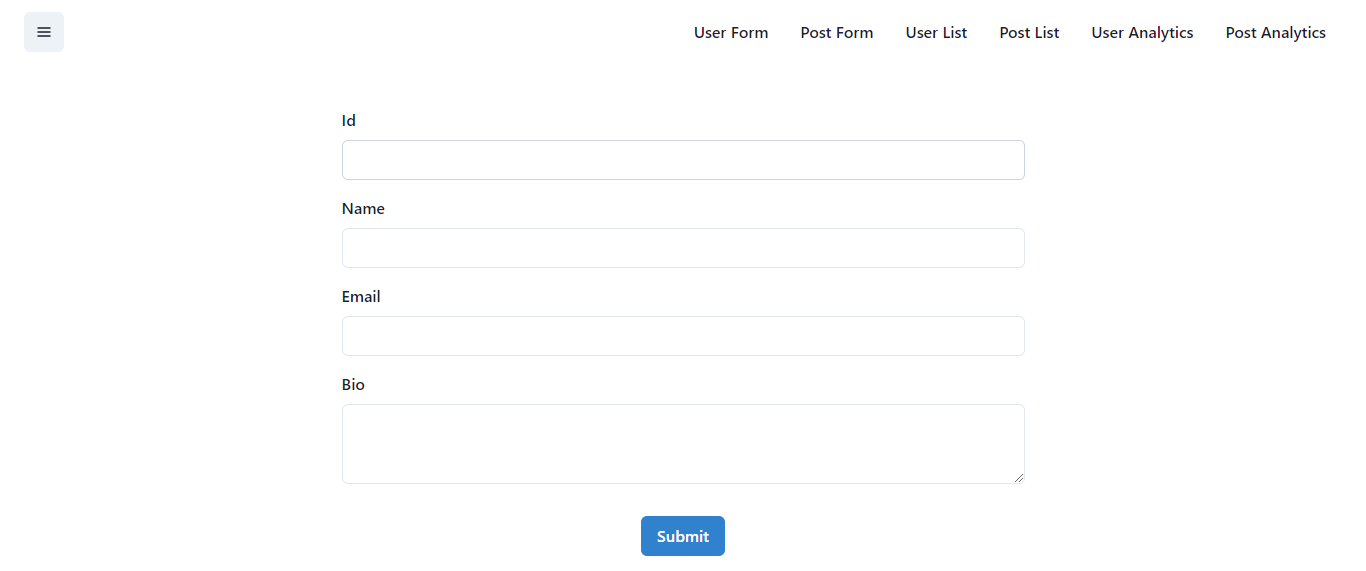 User Form Post Form User List Post List User Analytics Post Analytics
Id
Name
Email
Bio
Submit